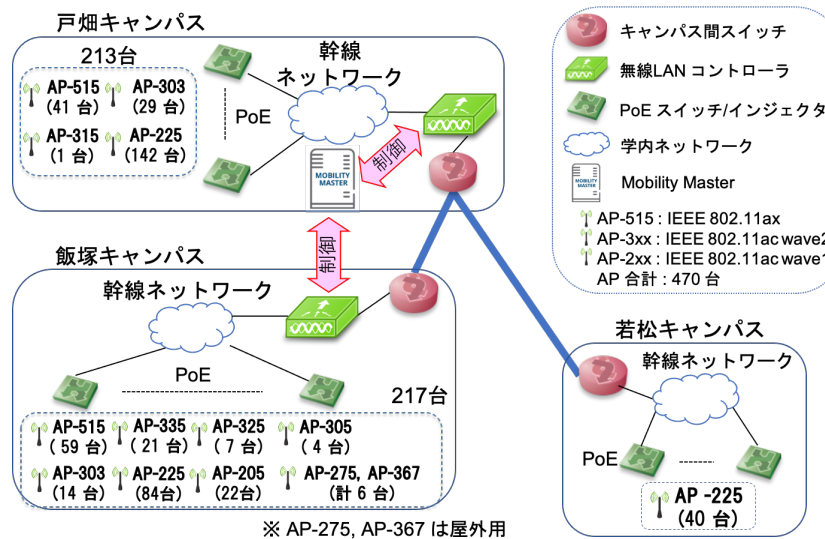 戸畑キャンパス
213台
AP-515
(41 台)
AP-303
(29 台)
AP-315
(1 台)
AP-225
(142 台)
PoE
幹線
ネットワーク
MOBILITY
MASTER
制御
制御
飯塚キャンパス
幹線ネットワーク
PoE
217台
AP-515
( 59 台)
AP-335
( 21 台)
AP-325
( 7 台)
AP-305
( 4 台)
AP-303
(14 台)
AP-225
(84台)
AP-205
(22台)
AP-275, AP-367
(計 6 台)
※ AP-275, AP-367 は屋外用
キャンパス間スイッチ
無線LAN コントローラ
PoE スイッチ/インジェクタ
学内ネットワーク
MOBILITY
MASTER
Mobility Master
AP-515 : IEEE 802.11ax
AP-3xx : IEEE 802.11ac wave2
AP-2xx : IEEE 802.11ac wave1
AP 合計 : 470 台
若松キャンパス
幹線ネットワーク
PoE
AP -225
(40 台)